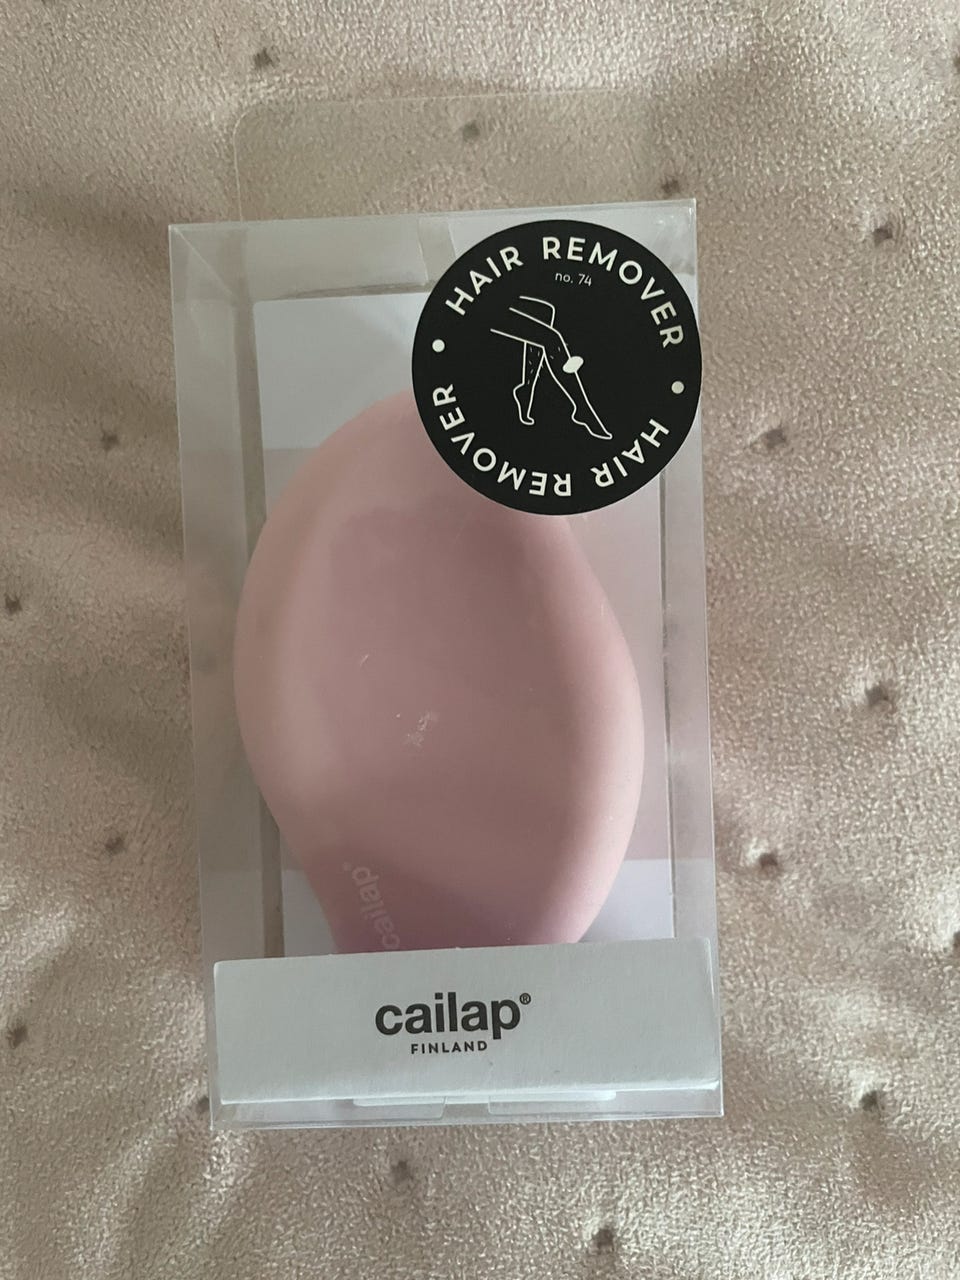 HAIR REMOVER
no. 74
HAIR REMOVER
cailap®
cailap®
FINLAND